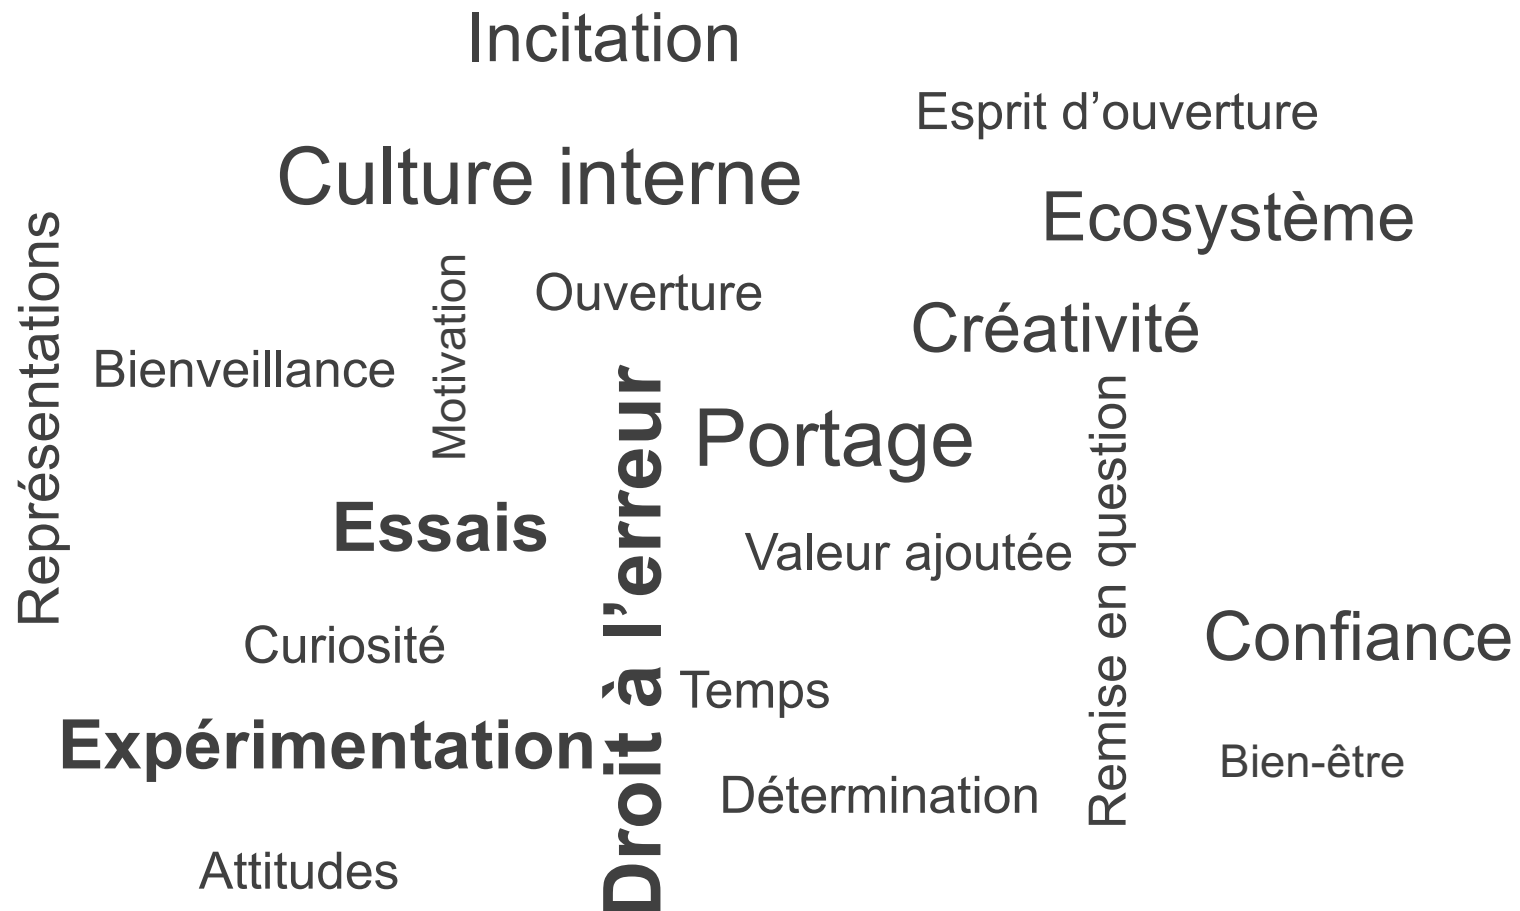 Incitation
Esprit d’ouverture
Culture interne
Ecosystème
Représentations
Motivation
Ouverture
Créativité
Bienveillance
Droit à l’erreur
Portage
Remise en question
Essais
Valeur ajoutée
Curiosité
Confiance
Temps
Expérimentation
Bien-être
Détermination
Attitudes